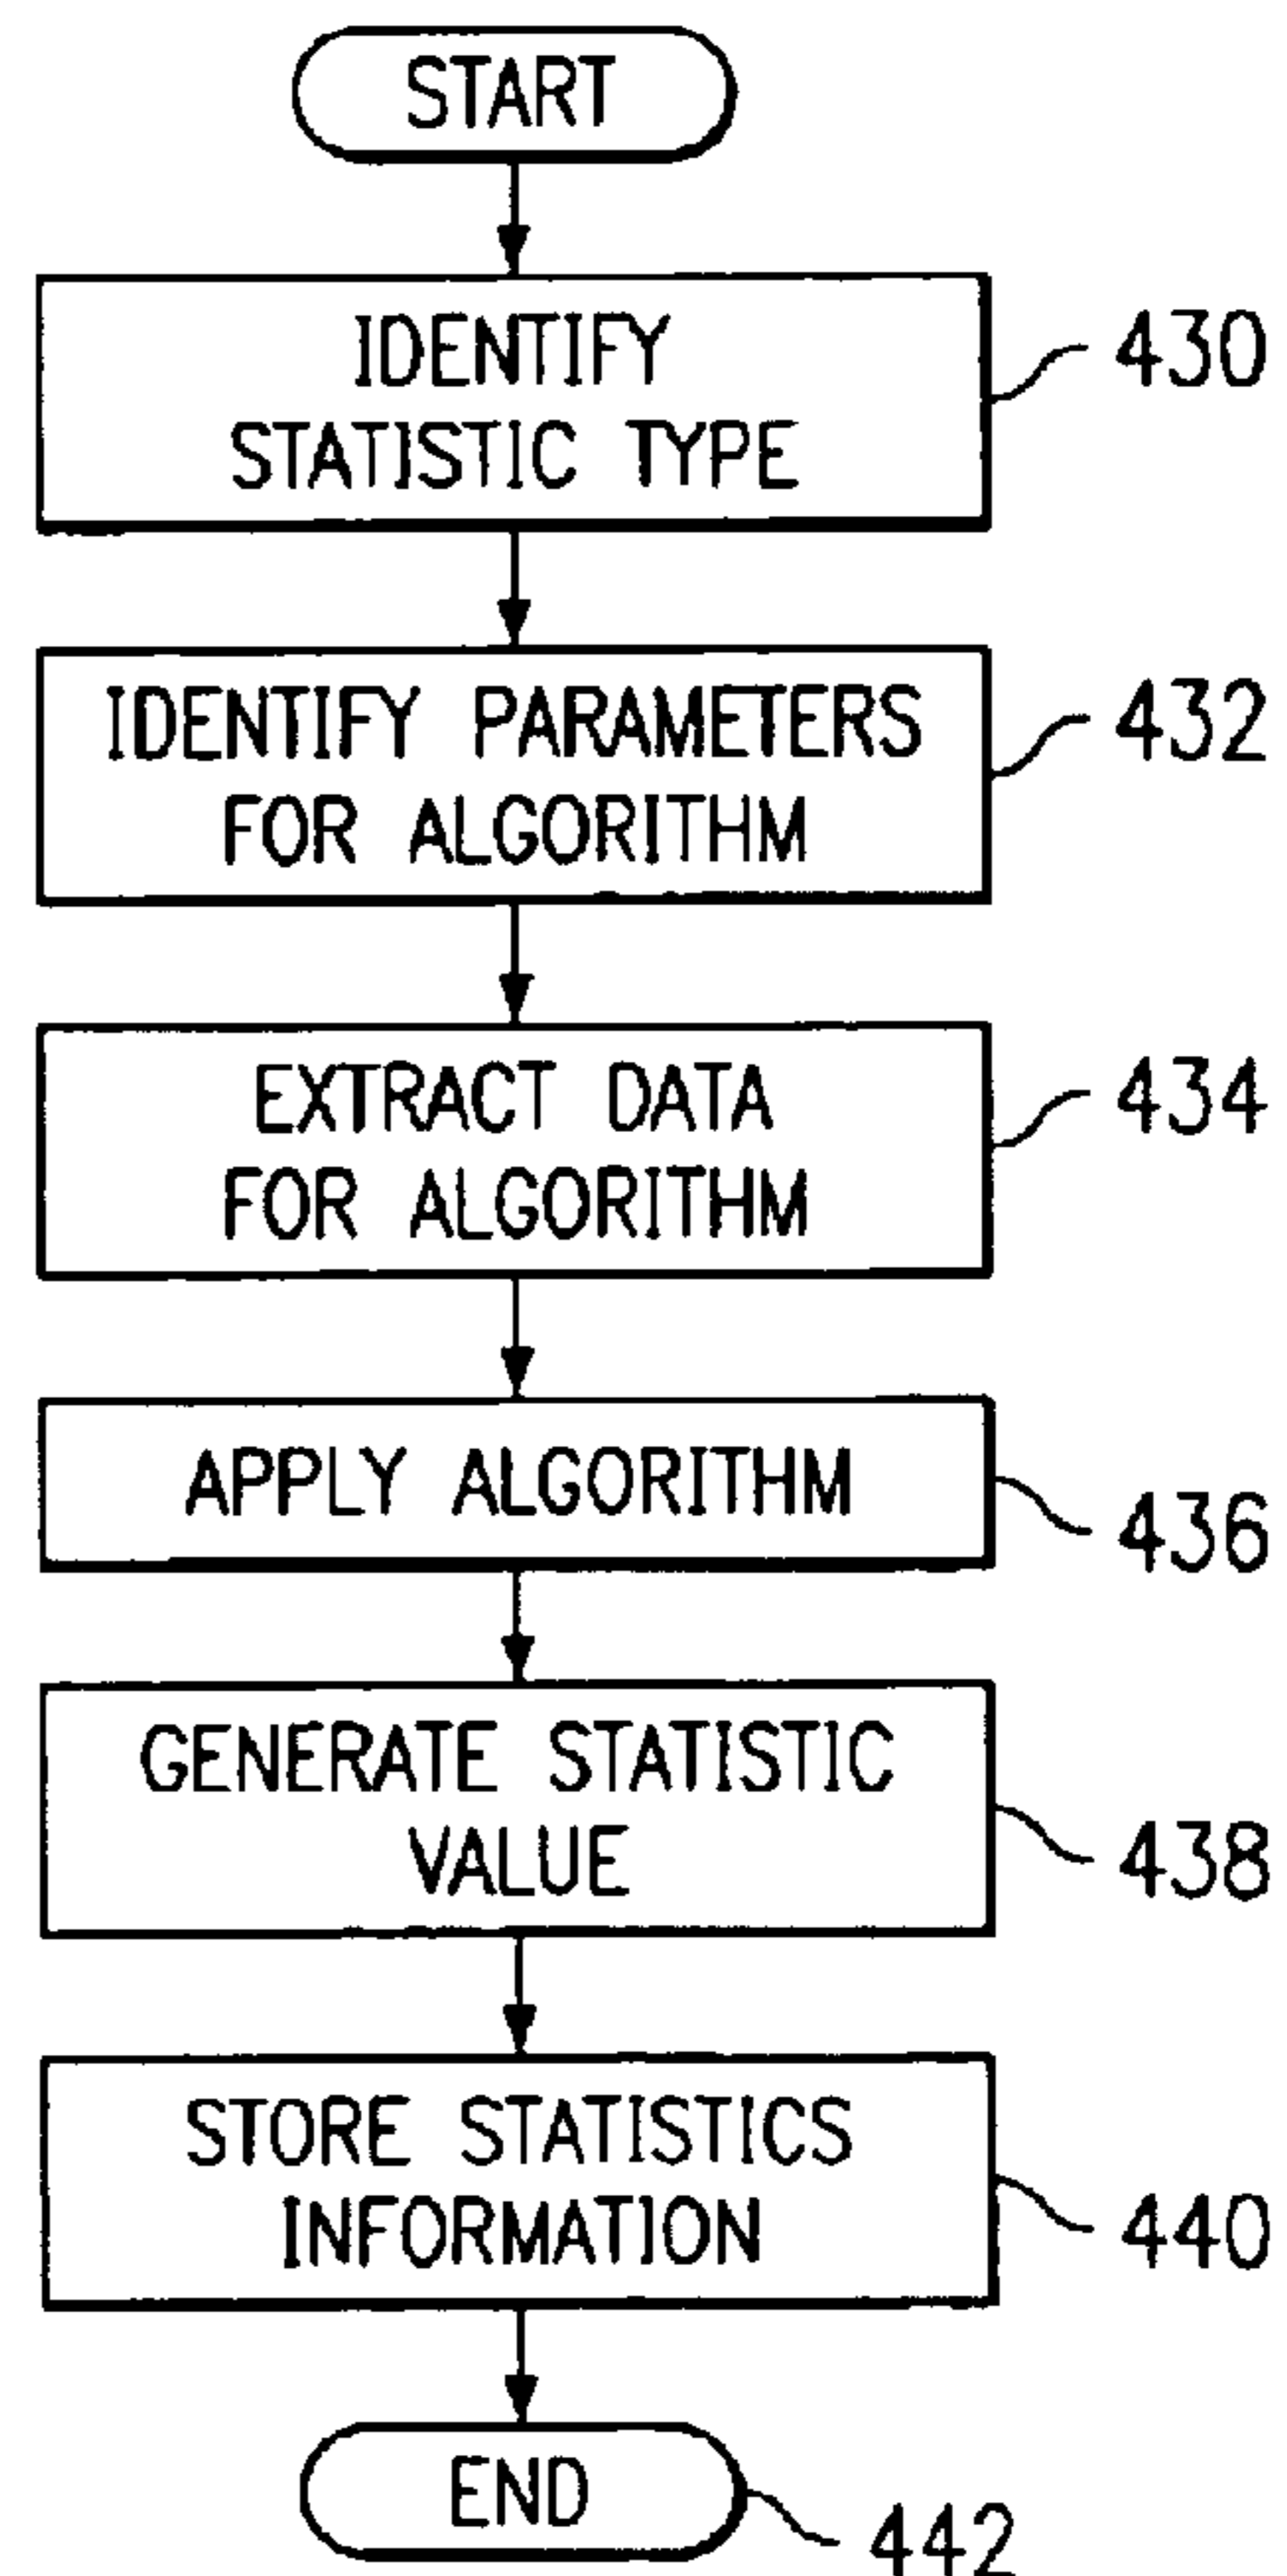 START
IDENTIFY
STATISTIC TYPE
430
IDENTIFY PARAMETERS
FOR ALGORITHM
432
EXTRACT DATA
FOR ALGORITHM
434
APPLY ALGORITHM
436
GENERATE STATISTIC
VALUE
438
STORE STATISTICS
INFORMATION
440
END
442